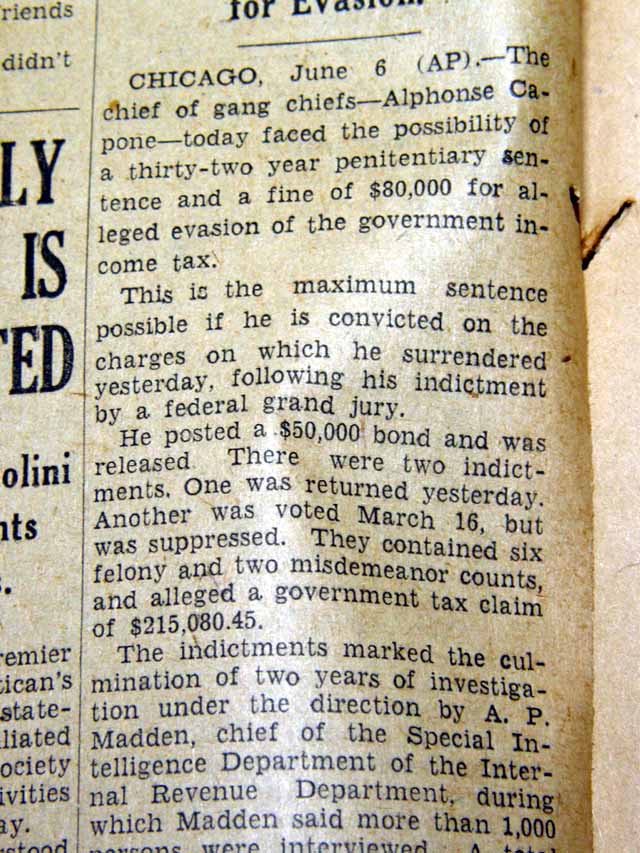 riends
didn't
LY
IS
TED
olini
nts
s.
remier
tican's
state-
liated
ociety
ivities
ay.
rstood
for Evasion.
CHICAGO, June 6 (AP).—The
chief of gang chiefs—Alphonse Ca-
pone—today faced the possibility of
a thirty-two year penitentiary sen-
tence and a fine of $80,000 for al-
leged evasion of the government in-
come tax.
This is the maximum sentence
possible if he is convicted on the
charges on which he surrendered
yesterday, following his indictment
by a federal grand jury.
He posted a $50,000 bond and was
released. There were two indict-
ments. One was returned yesterday.
Another was voted March 16, but
was suppressed. They contained six
felony and two misdemeanor counts,
and alleged a government tax claim
of $215,080.45.
The indictments marked the cul-
mination of two years of investiga-
tion under the direction by A. P.
Madden, chief of the Special In-
telligence Department of the Inter-
nal Revenue Department, during
which Madden said more than 1,000
persons were interviewed. A total